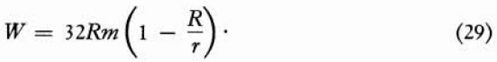 W = 32Rm(1 − R/r)· (29)